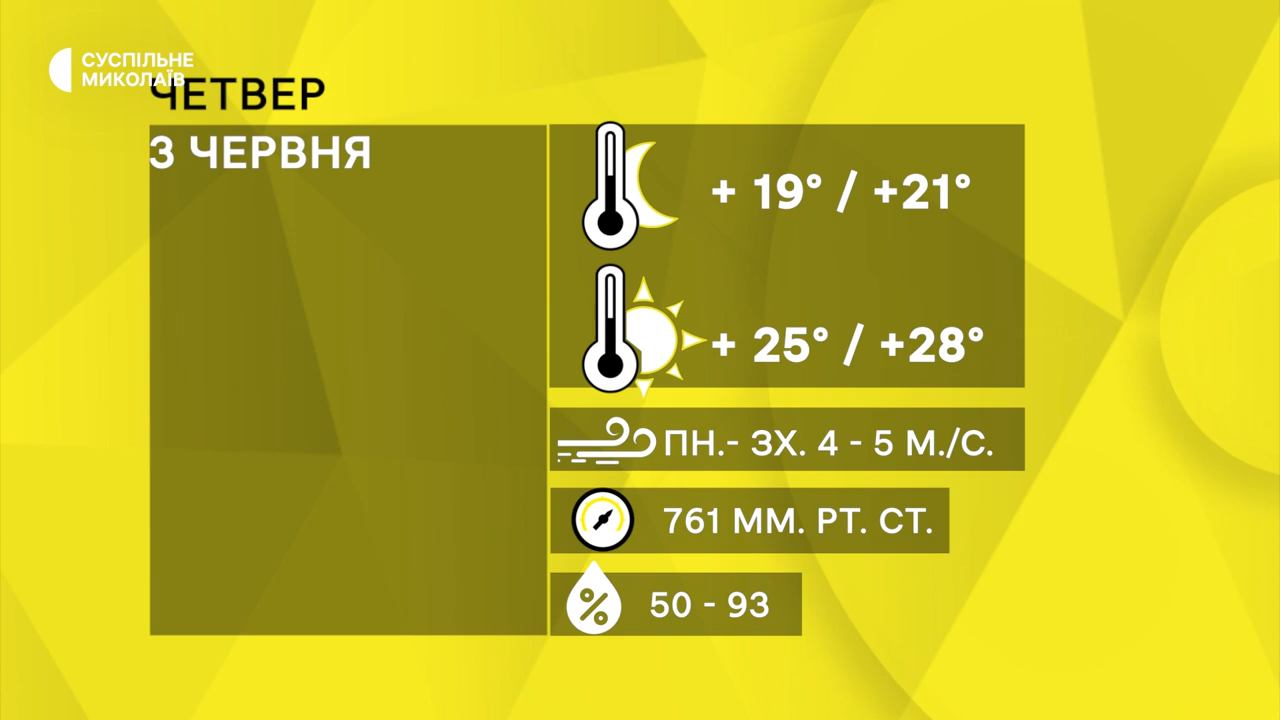 СУСПІЛЬНЕ
МИКОЛАЇВ
ЧЕТВЕР
3 ЧЕРВНЯ
+ 19° / +21°
+ 25° / +28°
ПН.- ЗХ. 4 - 5 М./С.
761 ММ. РТ. СТ.
%
50 - 93